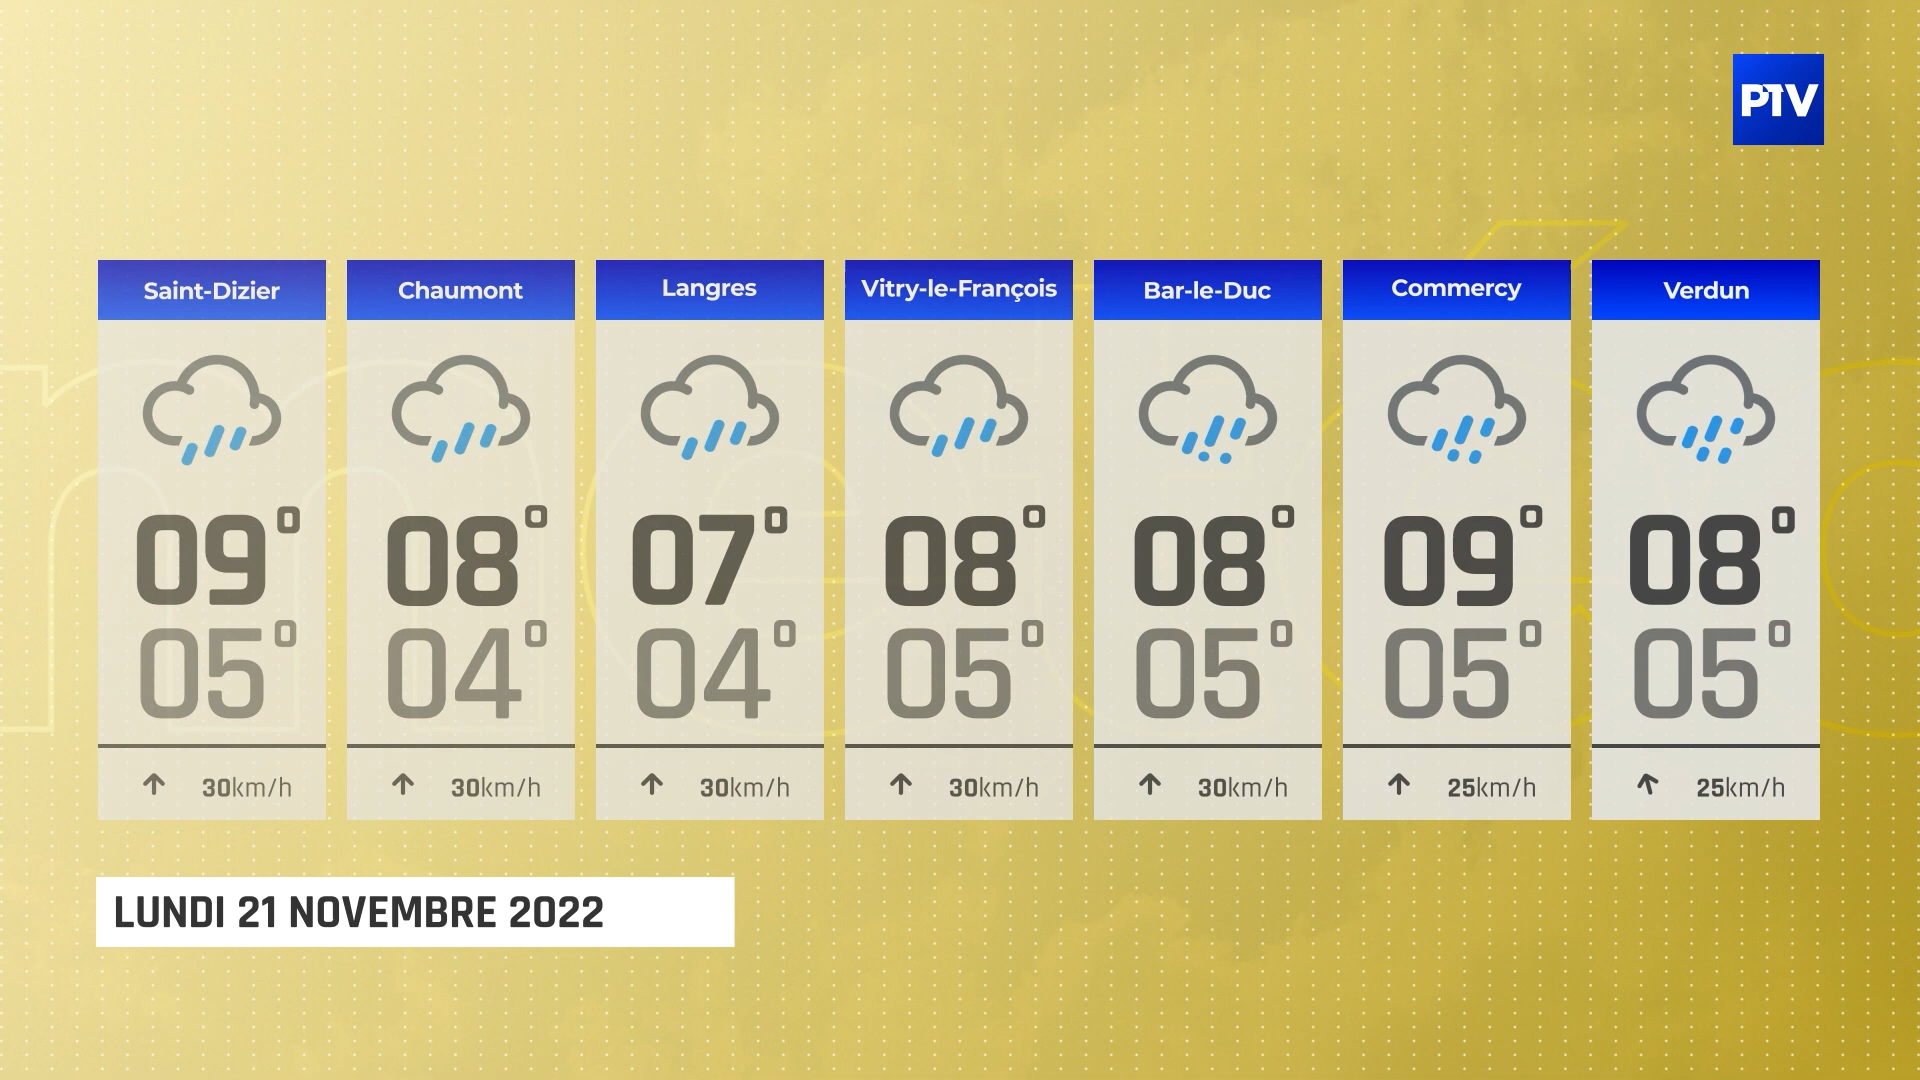 PTV
Saint-Dizier Chaumont Langres Vitry-le-François Bar-le-Duc Commercy Verdun
09° 08° 07° 08° 08° 09° 08°
05° 04° 04° 05° 05° 05° 05°
30km/h 30km/h 30km/h 30km/h 30km/h 25km/h 25km/h
LUNDI 21 NOVEMBRE 2022